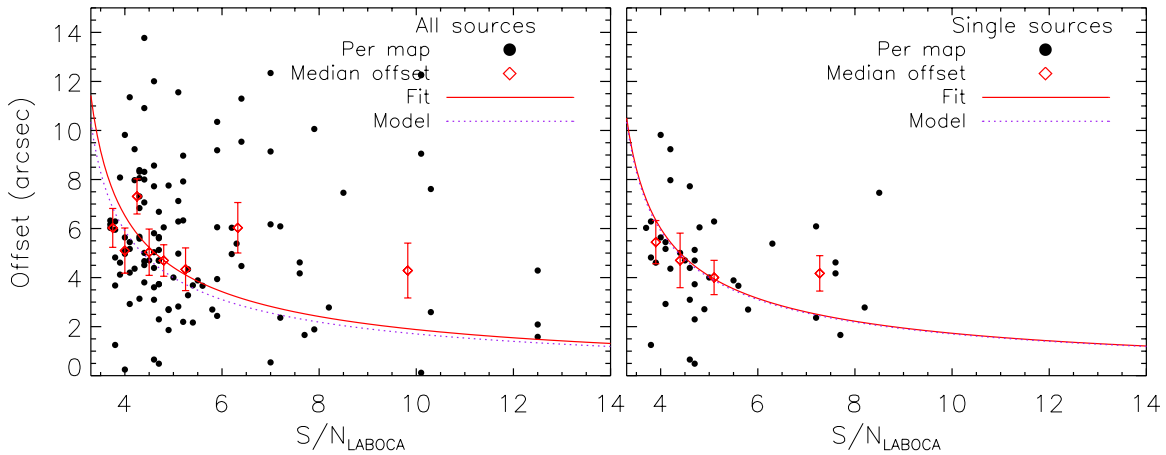 All sources
Per map
Median offset
Fit
Model
Single sources
Per map
Median offset
Fit
Model
Offset (arcsec)
14
12
10
8
6
4
2
0
4 6 8 10 12 14
4 6 8 10 12 14
S/N_LABOCA
S/N_LABOCA